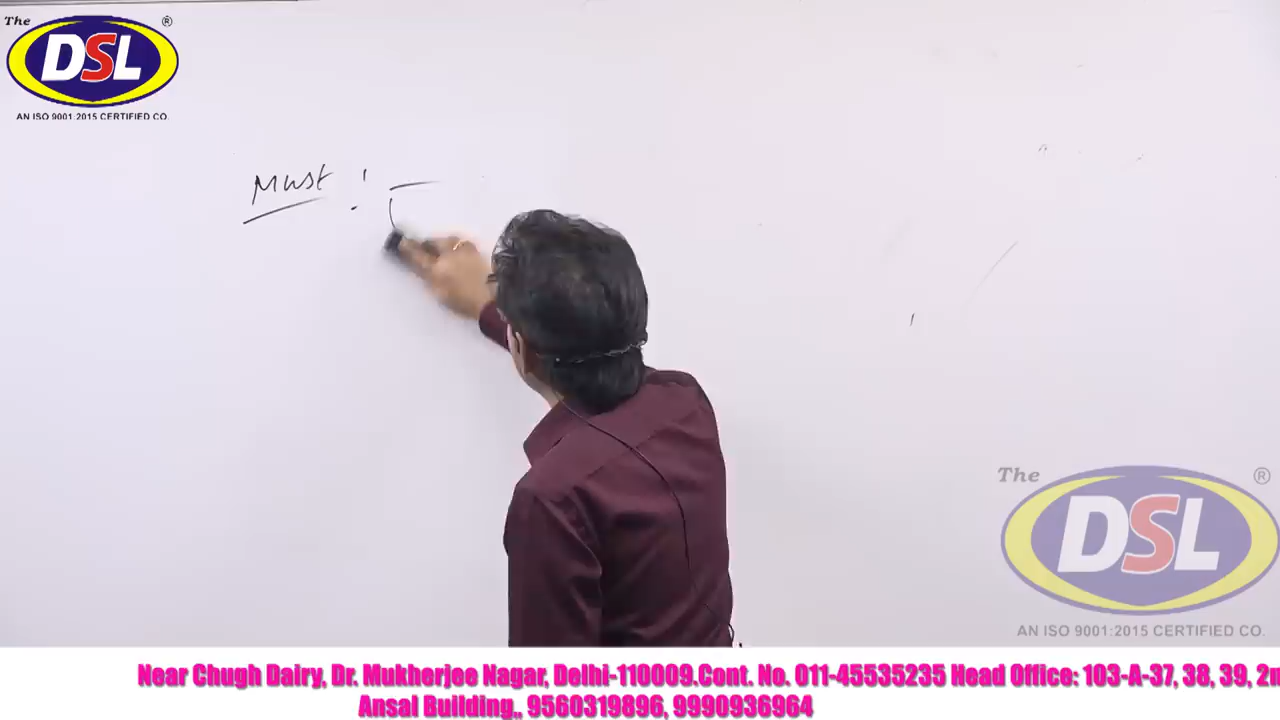 The
DSL
®
AN ISO 9001:2015 CERTIFIED CO.
Must :
The
DSL
®
AN ISO 9001:2015 CERTIFIED CO.
Near Chugh Dairy, Dr. Mukherjee Nagar, Delhi-110009.Cont. No. 011-45535235 Head Office: 103-A-37, 38, 39, 2n
Ansal Building,, 9560319896, 9990936964